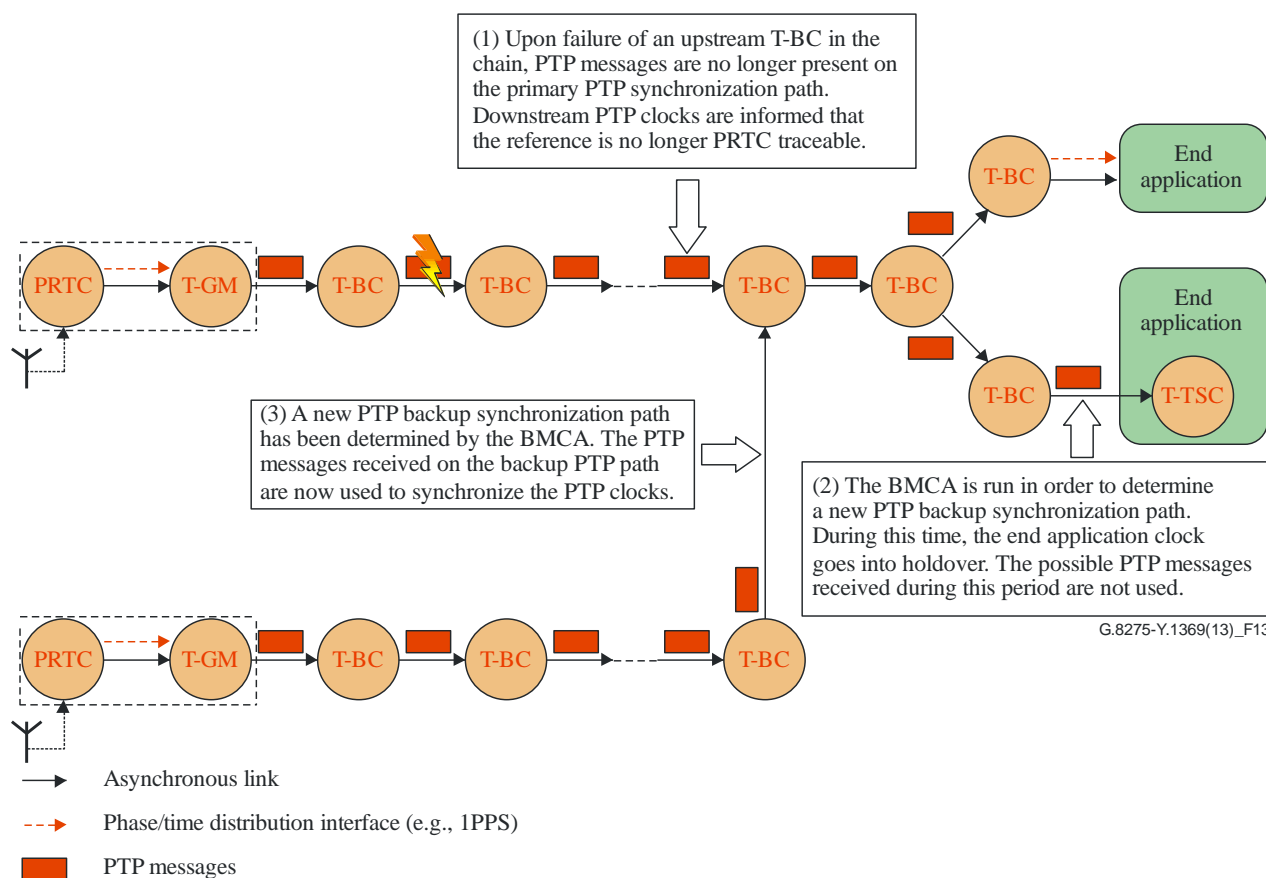 (1) Upon failure of an upstream T-BC in the
chain, PTP messages are no longer present on
the primary PTP synchronization path.
Downstream PTP clocks are informed that
the reference is no longer PRTC traceable.
T-BC
End
application
PRTC
T-GM
T-BC
T-BC
T-BC
T-BC
End
application
T-BC
T-TSC
(3) A new PTP backup synchronization path
has been determined by the BMCA. The PTP
messages received on the backup PTP path
are now used to synchronize the PTP clocks.
(2) The BMCA is run in order to determine
a new PTP backup synchronization path.
During this time, the end application clock
goes into holdover. The possible PTP messages
received during this period are not used.
G.8275-Y.1369(13)_F13
PRTC
T-GM
T-BC
T-BC
T-BC
Asynchronous link
Phase/time distribution interface (e.g., 1PPS)
PTP messages